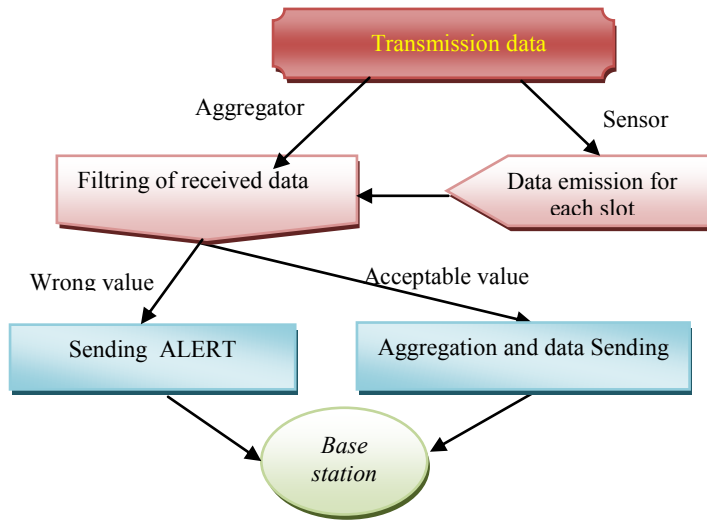 Transmission data
Aggregator
Sensor
Filtring of received data
Data emission for
each slot
Wrong value
Acceptable value
Sending ALERT
Aggregation and data Sending
Base
station